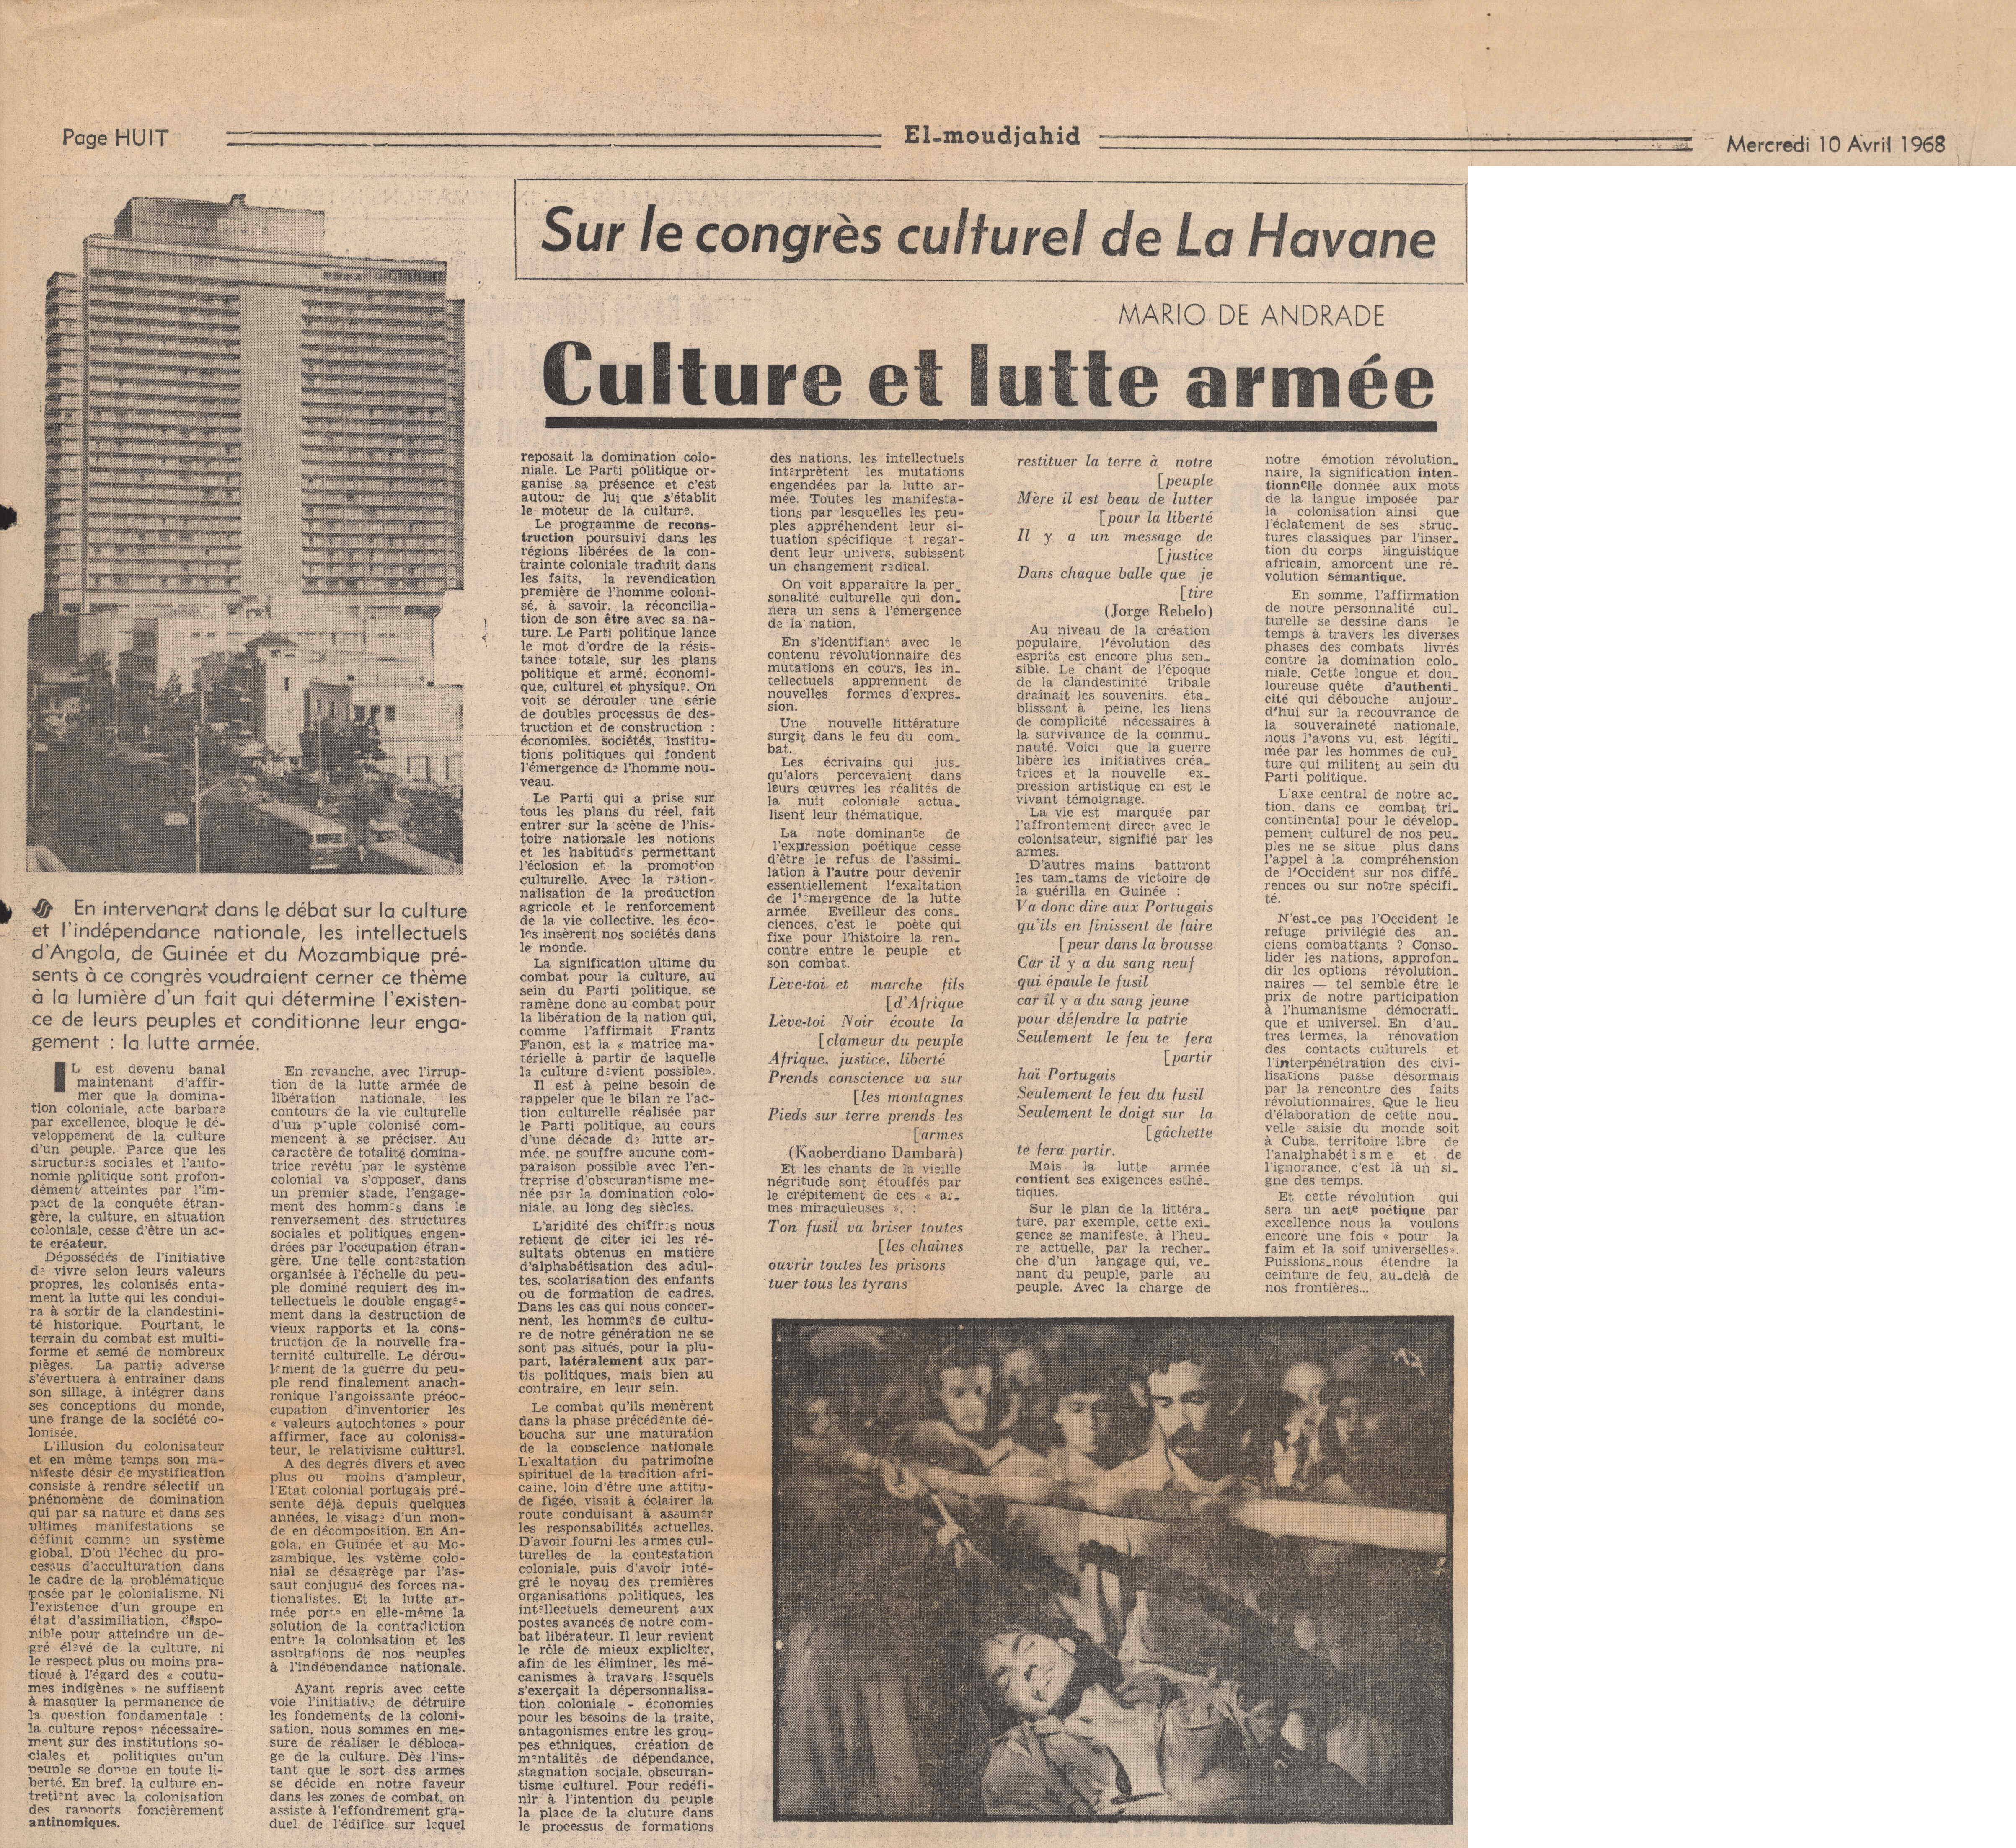 Page HUIT
El-moudjahid
Mercredi 10 Avril 1968
Sur le congrès culturel de La Havane
MARIO DE ANDRADE
Culture et lutte armée
En intervenant dans le débat sur la culture
et l'indépendance nationale, les intellectuels
d'Angola, de Guinée et du Mozambique pré-
sents à ce congrès voudraient cerner ce thème
à la lumière d'un fait qui détermine l'existen-
ce de leurs peuples et conditionne leur enga-
gement : la lutte armée.
IL est devenu banal
maintenant d'affir-
mer que la domina-
tion coloniale, acte barbare
par excellence, bloque le dé-
veloppement de la culture
d'un peuple. Parce que les
structures sociales et l'auto-
nomie politique sont profon-
dément atteintes par l'im-
pact de la conquête étran-
gère, la culture, en situation
coloniale, cesse d'être un ac-
te créateur.
Dépossédés de l'initiative
de vivre selon leurs valeurs
propres, les colonisés enta-
ment la lutte qui les condui-
ra à sortir de la clandestini-
té historique. Pourtant, le
terrain du combat est multi-
forme et semé de nombreux
pièges. La partie adverse
s'évertuera à entraîner dans
son sillage, à intégrer dans
ses conceptions du monde,
une frange de la société co-
lonisée.
L'illusion du colonisateur
et en même temps son ma-
nifeste désir de mystification
consiste à rendre sélectif un
phénomène de domination
qui par sa nature et dans ses
ultimes manifestations se
définit comme un système
global. D'où l'échec du pro-
cessus d'acculturation dans
le cadre de la problématique
posée par le colonialisme. Ni
l'existence d'un groupe en
état d'assimiliation, dispo-
nible pour atteindre un de-
gré élevé de la culture, ni
le respect plus ou moins pra-
tiqué à l'égard des « coutu-
mes indigènes » ne suffisent
à masquer la permanence de
la question fondamentale :
la culture repose nécessaire-
ment sur des institutions so-
ciales et politiques qu'un
peuple se donne en toute li-
berté. En bref, la culture en-
tretient avec la colonisation
des rapports foncièrement
antinomiques.
En revanche, avec l'irrup-
tion de la lutte armée de
libération nationale, les
contours de la vie culturelle
d'un peuple colonisé com-
mencent à se préciser. Au
caractère de totalité domina-
trice revêtu par le système
colonial va s'opposer, dans
un premier stade, l'engage-
ment des hommes dans le
renversement des structures
sociales et politiques engen-
drées par l'occupation étran-
gère. Une telle contestation
organisée à l'échelle du peu-
ple dominé requiert des in-
tellectuels le double engage-
ment dans la destruction de
vieux rapports et la cons-
truction de la nouvelle fra-
ternité culturelle. Le dérou-
lement de la guerre du peu-
ple rend finalement anach-
ronique l'angoissante préoc-
cupation d'inventorier les
« valeurs autochtones » pour
affirmer, face au colonisa-
teur, le relativisme culturel.
A des degrés divers et avec
plus ou moins d'ampleur,
l'Etat colonial portugais pré-
sente déjà depuis quelques
années, le visage d'un mon-
de en décomposition. En An-
gola, en Guinée et au Mo-
zambique, les ystème colo-
nial se désagrège par l'as-
saut conjugué des forces na-
tionalistes. Et la lutte ar-
mée porte en elle-même la
solution de la contradiction
entre la colonisation et les
aspirations de nos peuples
à l'indépendance nationale.
Ayant repris avec cette
voie l'initiative de détruire
les fondements de la coloni-
sation, nous sommes en me-
sure de réaliser le débloca-
ge de la culture. Dès l'ins-
tant que le sort des armes
se décide en notre faveur
dans les zones de combat, on
assiste à l'effondrement gra-
duel de l'édifice sur lequel
reposait la domination colo-
niale. Le Parti politique or-
ganise sa présence et c'est
autour de lui que s'établit
le moteur de la culture.
Le programme de recons-
truction poursuivi dans les
régions libérées de la con-
trainte coloniale traduit dans
les faits, la revendication
première de l'homme coloni-
sé, à savoir, la réconcilia-
tion de son être avec sa na-
ture. Le Parti politique lance
le mot d'ordre de la résis-
tance totale, sur les plans
politique et armé, économi-
que, culturel et physique. On
voit se dérouler une série
de doubles processus de des-
truction et de construction :
économies, sociétés, institu-
tions politiques qui fondent
l'émergence de l'homme nou-
veau.
Le Parti qui a prise sur
tous les plans du réel, fait
entrer sur la scène de l'his-
toire nationale les notions
et les habitudes permettant
l'éclosion et la promotion
culturelle. Avec la ration-
nalisation de la production
agricole et le renforcement
de la vie collective, les éco-
les insèrent nos sociétés dans
le monde.
La signification ultime du
combat pour la culture, au
sein du Parti politique, se
ramène donc au combat pour
la libération de la nation qui,
comme l'affirmait Frantz
Fanon, est la « matrice ma-
térielle à partir de laquelle
la culture devient possible».
Il est à peine besoin de
rappeler que le bilan re l'ac-
tion culturelle réalisée par
le Parti politique, au cours
d'une décade de lutte ar-
mée, ne souffre aucune com-
paraison possible avec l'en-
treprise d'obscurantisme me-
née par la domination colo-
niale, au long des siècles.
L'aridité des chiffres nous
retient de citer ici les ré-
sultats obtenus en matière
d'alphabétisation des adul-
tes, scolarisation des enfants
ou de formation de cadres.
Dans les cas qui nous concer-
nent, les hommes de cultu-
re de notre génération ne se
sont pas situés, pour la plu-
part, latéralement aux par-
tis politiques, mais bien au
contraire, en leur sein.
Le combat qu'ils menèrent
dans la phase précédente dé-
boucha sur une maturation
de la conscience nationale
L'exaltation du patrimoine
spirituel de la tradition afri-
caine, loin d'être une attitu-
de figée, visait à éclairer la
route conduisant à assumer
les responsabilités actuelles.
D'avoir fourni les armes cul-
turelles de la contestation
coloniale, puis d'avoir inté-
gré le noyau des premières
organisations politiques, les
intellectuels demeurent aux
postes avancés de notre com-
bat libérateur. Il leur revient
le rôle de mieux expliciter,
afin de les éliminer, les mé-
canismes à travars lesquels
s'exerçait la dépersonnalisa-
tion coloniale - économies
pour les besoins de la traite,
antagonismes entre les grou-
pes ethniques, création de
mentalités de dépendance,
stagnation sociale, obscuran-
tisme culturel. Pour redéfi-
nir à l'intention du peuple
la place de la cluture dans
le processus de formations
des nations, les intellectuels
interprètent les mutations
engendées par la lutte ar-
mée. Toutes les manifesta-
tions par lesquelles les peu-
ples appréhendent leur si-
tuation spécifique et regar-
dent leur univers, subissent
un changement radical.
On voit apparaître la per-
sonalité culturelle qui don-
nera un sens à l'émergence
de la nation.
En s'identifiant avec le
contenu révolutionnaire des
mutations en cours, les in-
tellectuels apprennent de
nouvelles formes d'expres-
sion.
Une nouvelle littérature
surgit dans le feu du com-
bat.
Les écrivains qui jus-
qu'alors percevaient dans
leurs œuvres les réalités de
la nuit coloniale actua-
lisent leur thématique.
La note dominante de
l'expression poétique cesse
d'être le refus de l'assimi-
lation à l'autre pour devenir
essentiellement l'exaltation
de l'émergence de la lutte
armée. Eveilleur des cons-
ciences, c'est le poète qui
fixe pour l'histoire la ren-
contre entre le peuple et
son combat.
Lève-toi et marche fils
[d'Afrique
Lève-toi Noir écoute la
[clameur du peuple
Afrique, justice, liberté
Prends conscience va sur
[les montagnes
Pieds sur terre prends les
[armes
(Kaoberdiano Dambarà)
Et les chants de la vieille
négritude sont étouffés par
le crépitement de ces « ar-
mes miraculeuses ». :
Ton fusil va briser toutes
[les chaînes
ouvrir toutes les prisons
tuer tous les tyrans
restituer la terre à notre
[peuple
Mère il est beau de lutter
[pour la liberté
Il y a un message de
[justice
Dans chaque balle que je
[tire
(Jorge Rebelo)
Au niveau de la création
populaire, l'évolution des
esprits est encore plus sen-
sible. Le chant de l'époque
de la clandestinité tribale
drainait les souvenirs, éta-
blissant à peine, les liens
de complicité nécessaires à
la survivance de la commu-
nauté. Voici que la guerre
libère les initiatives créa-
trices et la nouvelle ex-
pression artistique en est le
vivant témoignage.
La vie est marquée par
l'affrontement direct avec le
colonisateur, signifié par les
armes.
D'autres mains battront
les tam-tams de victoire de
la guérilla en Guinée :
Va donc dire aux Portugais
qu'ils en finissent de faire
[peur dans la brousse
Car il y a du sang neuf
qui épaule le fusil
car il y a du sang jeune
pour défendre la patrie
Seulement le feu te fera
[partir
haï Portugais
Seulement le feu du fusil
Seulement le doigt sur la
[gâchette
te fera partir.
Mais la lutte armée
contient ses exigences esthé-
tiques.
Sur le plan de la littéra-
ture, par exemple, cette exi-
gence se manifeste, à l'heu-
re actuelle, par la recher-
che d'un langage qui, ve-
nant du peuple, parle au
peuple. Avec la charge de
notre émotion révolution-
naire, la signification inten-
tionnelle donnée aux mots
de la langue imposée par
la colonisation ainsi que
l'éclatement de ses struc-
tures classiques par l'inser-
tion du corps linguistique
africain, amorcent une ré-
volution sémantique.
En somme, l'affirmation
de notre personnalité cul-
turelle se dessine dans le
temps à travers les diverses
phases des combats livrés
contre la domination colo-
niale. Cette longue et dou-
loureuse quête d'authenti-
cité qui débouche aujour-
d'hui sur la recouvrance de
la souveraineté nationale,
nous l'avons vu, est légiti-
mée par les hommes de cul-
ture qui militent au sein du
Parti politique.
L'axe central de notre ac-
tion, dans ce combat tri-
continental pour le dévelop-
pement culturel de nos peu-
ples ne se situe plus dans
l'appel à la compréhension
de l'Occident sur nos diffé-
rences ou sur notre spécifi-
té.
N'est-ce pas l'Occident le
refuge privilégié des an-
ciens combattants ? Conso-
lider les nations, approfon-
dir les options révolution-
naires — tel semble être le
prix de notre participation
à l'humanisme démocrati-
que et universel. En d'au-
tres termes, la rénovation
des contacts culturels et
l'interpénétration des civi-
lisations passe désormais
par la rencontre des faits
révolutionnaires. Que le lieu
d'élaboration de cette nou-
velle saisie du monde soit
à Cuba, territoire libre de
l'analphabétisme et de
l'ignorance, c'est là un si-
gne des temps.
Et cette révolution qui
sera un acte poétique par
excellence nous la voulons
encore une fois « pour la
faim et la soif universelles».
Puissions-nous étendre la
ceinture de feu, au-delà de
nos frontières...